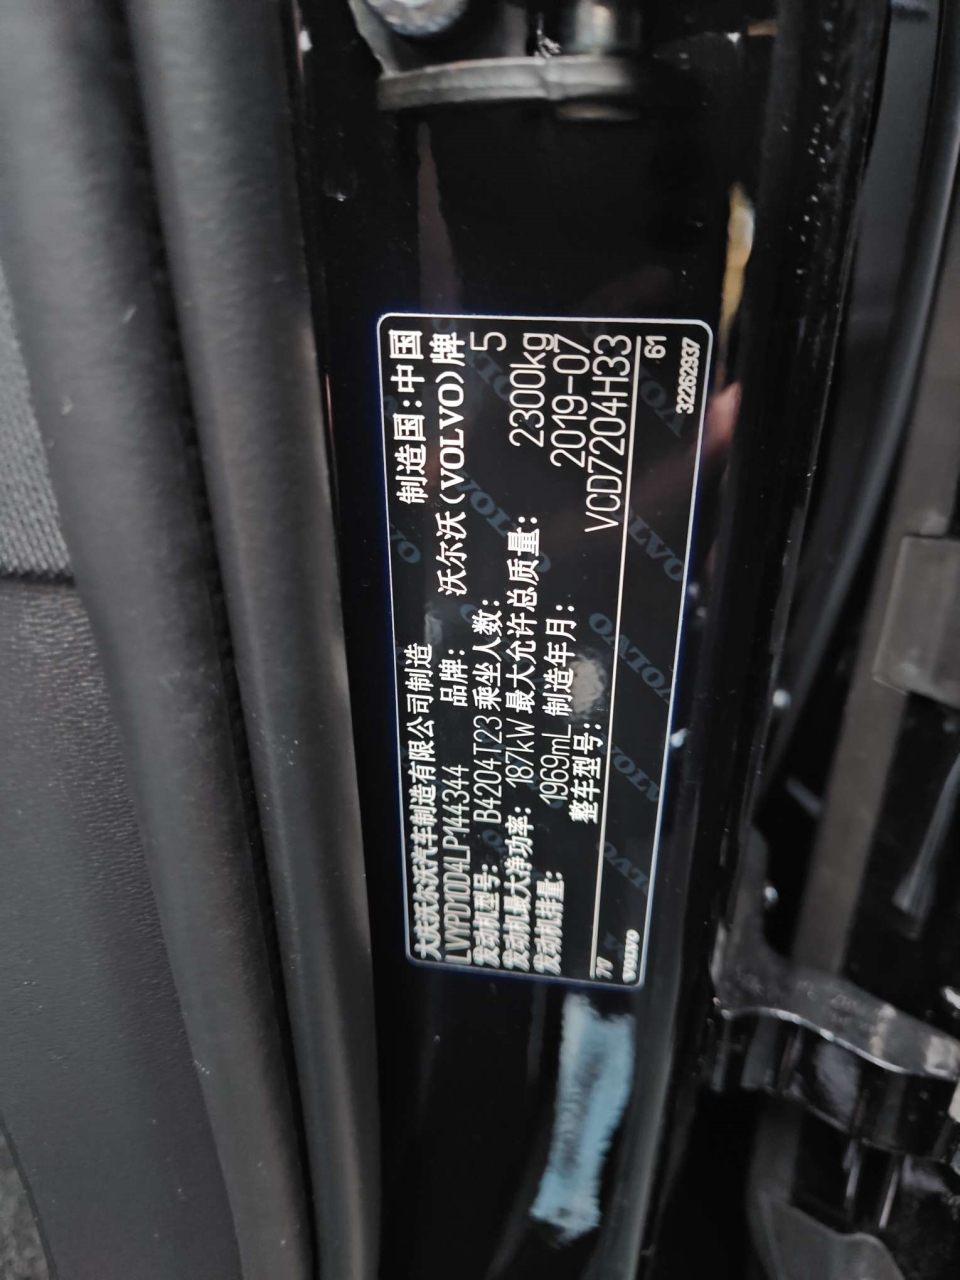 大庆沃尔沃汽车制造有限公司制造 制造国:中国
LVYPD10D4LP144344 品牌: 沃尔沃(VOLVO)牌
发动机型号: B4204T23 乘坐人数: 5
发动机最大净功率: 187kW 最大允许总质量: 2300kg
发动机排量: 1969mL 制造年月: 2019-07
整车型号: VCD7204H33
70 61
VOLVO 32262937